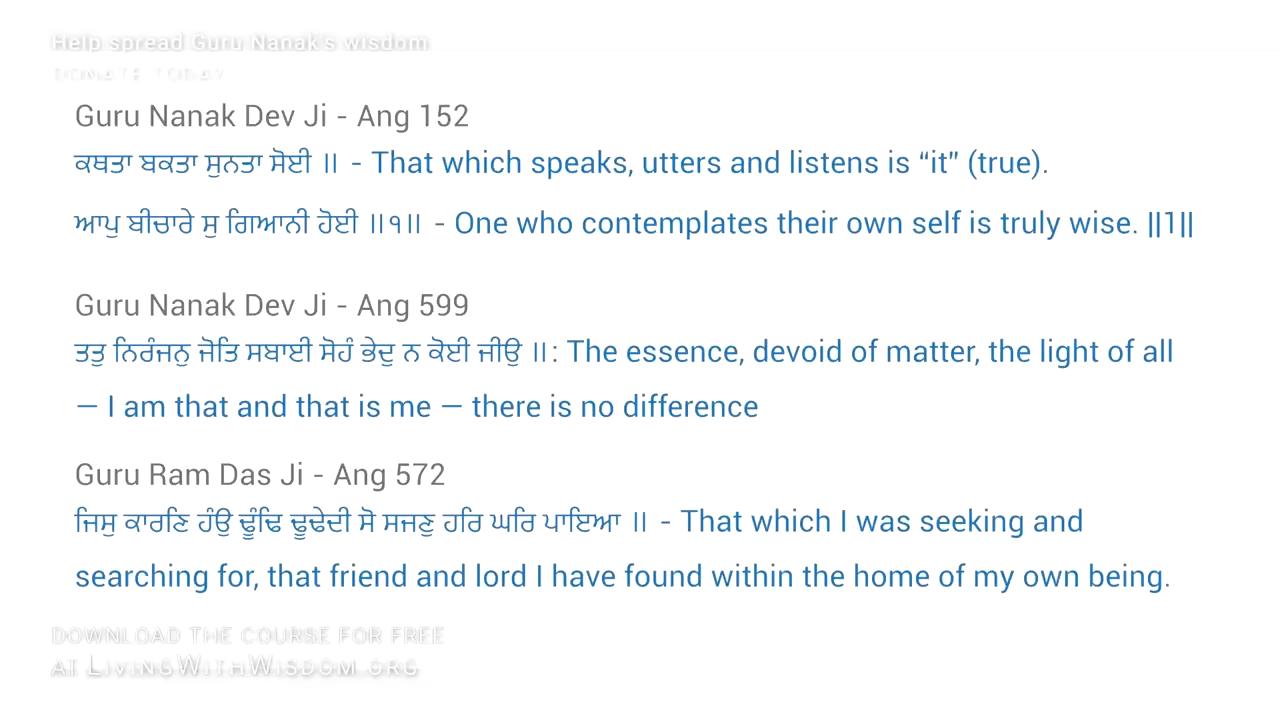 Help spread Guru Nanak's wisdom
DONATE TODAY
Guru Nanak Dev Ji - Ang 152
ਕਥਤਾ ਬਕਤਾ ਸੁਨਤਾ ਸੋਈ ॥ - That which speaks, utters and listens is “it” (true).
ਆਪੁ ਬੀਚਾਰੇ ਸੁ ਗਿਆਨੀ ਹੋਈ ॥੧॥ - One who contemplates their own self is truly wise. ||1||
Guru Nanak Dev Ji - Ang 599
ਤਤੁ ਨਿਰੰਜਨੁ ਜੋਤਿ ਸਬਾਈ ਸੋਹੰ ਭੇਦੁ ਨ ਕੋਈ ਜੀਉ ॥: The essence, devoid of matter, the light of all
— I am that and that is me — there is no difference
Guru Ram Das Ji - Ang 572
ਜਿਸੁ ਕਾਰਣਿ ਹੰਉ ਢੂੰਢਿ ਢੂਢੇਦੀ ਸੋ ਸਜਣੁ ਹਰਿ ਘਰਿ ਪਾਇਆ ॥ - That which I was seeking and
searching for, that friend and lord I have found within the home of my own being.
DOWNLOAD THE COURSE FOR FREE
AT LIVINGWITHWISDOM.ORG